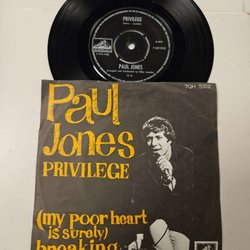 PRIVILEGE
PAUL JONES
7QH 5102
Paul
Jones
PRIVILEGE
(my poor heart
is surely)
breaking